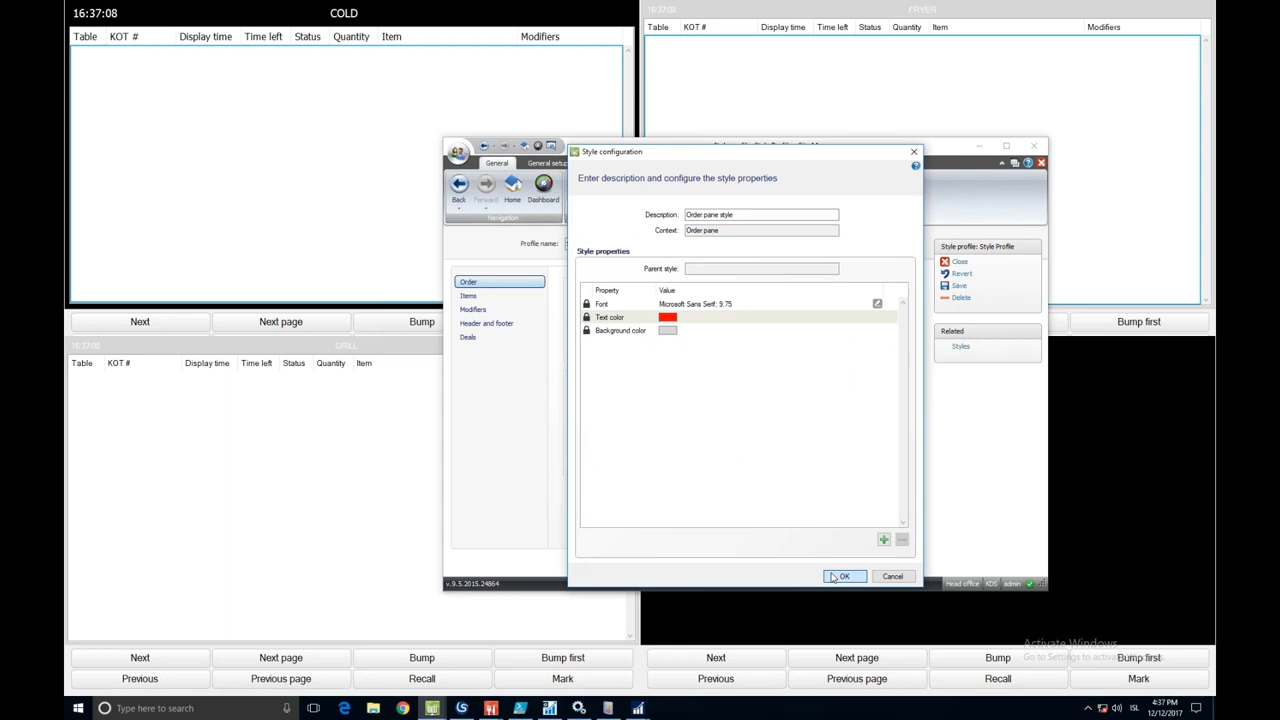 16:37:08 COLD
Table KOT # Display time Time left Status Quantity Item Modifiers
16:37:08 FRYER
Table KOT # Display time Time left Status Quantity Item Modifiers
General General setup
Back Forward Home Dashboard
Navigation
Profile name:
Order
Items
Modifiers
Header and footer
Deals
v.9.5.2015.24864
Style configuration
Enter description and configure the style properties
Description: Order pane style
Context: Order pane
Style properties
Parent style:
Property Value
Font Microsoft Sans Serif; 9.75
Text color
Background color
OK Cancel
Style profile: Style Profile
Close
Revert
Save
Delete
Related
Styles
Head office KDS admin
Next Next page Bump
Bump first
16:37:08 GRILL
Table KOT # Display time Time left Status Quantity Item
Activate Windows
Next Next page Bump Bump first
Previous Previous page Recall Mark
Next Next page Bump Bump first
Previous Previous page Recall Mark
Type here to search
ISL 4:37 PM
12/12/2017